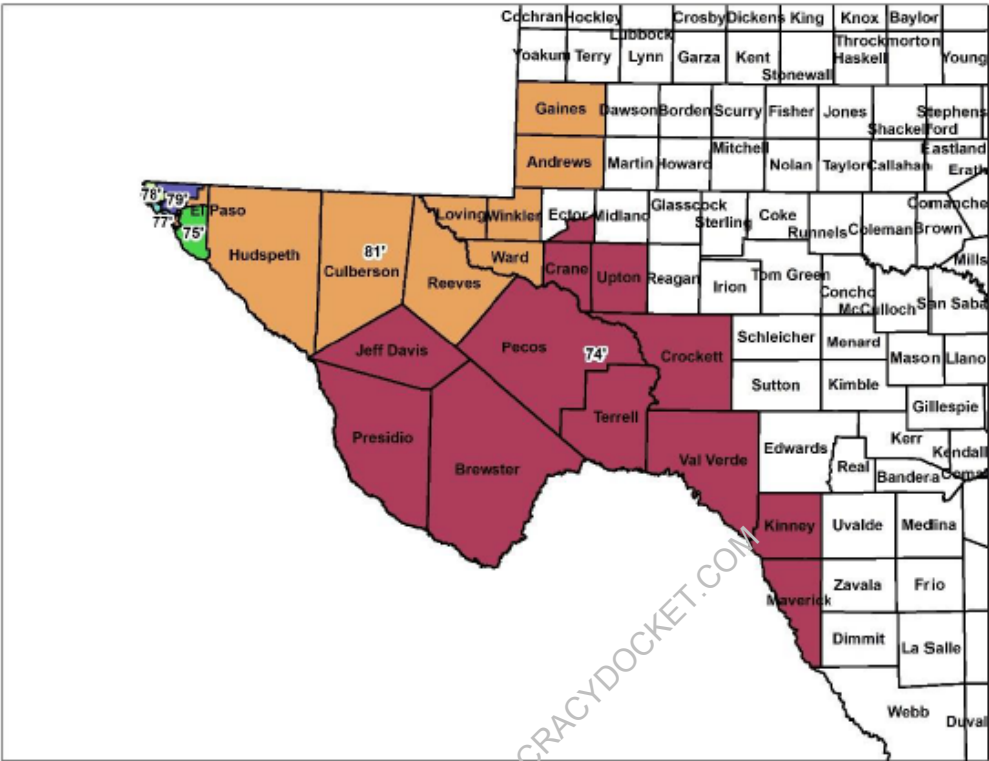 Cochran Hockley Crosby Dickens King Knox Baylor
Lubbock
Yoakum Terry Lynn Garza Kent Throckmorton
Haskell Young
Stonewall
Gaines Dawson Borden Scurry Fisher Jones Stephens
Shackelford
Andrews Martin Howard Mitchell Nolan Taylor Callahan Eastland
Erath
78' 79'
77' El Paso
75'
Loving Winkler Ector Midland Glasscock Sterling Coke Runnels Coleman Brown Comanche
Hudspeth 81'
Culberson Reeves Ward Crane Upton Reagan Irion Tom Green Concho McCulloch San Saba Mills
Jeff Davis Pecos 74' Crockett Schleicher Menard Mason Llano
Sutton Kimble
Terrell Gillespie
Presidio Brewster Val Verde Edwards Kerr Kendall
Real Bandera Comal
Kinney Uvalde Medina
Maverick Zavala Frio
Dimmit La Salle
Webb Duval
CRACYDOCKET.COM